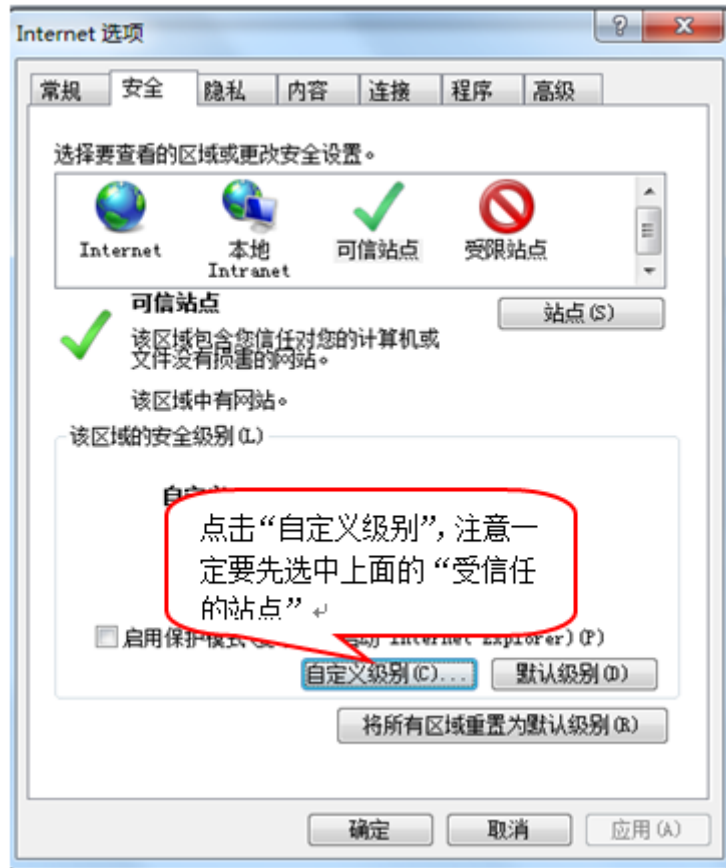 Internet 选项
常规 安全 隐私 内容 连接 程序 高级
选择要查看的区域或更改安全设置。
Internet 本地 Intranet 可信站点 受限站点
可信站点
站点(S)
该区域包含您信任对您的计算机或
文件没有损害的网站。
该区域中有网站。
该区域的安全级别(L)
点击“自定义级别”，注意一
定要先选中上面的“受信任
的站点”↵
启用保护模式 Internet Explorer)(P)
自定义级别(C)... 默认级别(D)
将所有区域重置为默认级别(R)
确定 取消 应用(A)